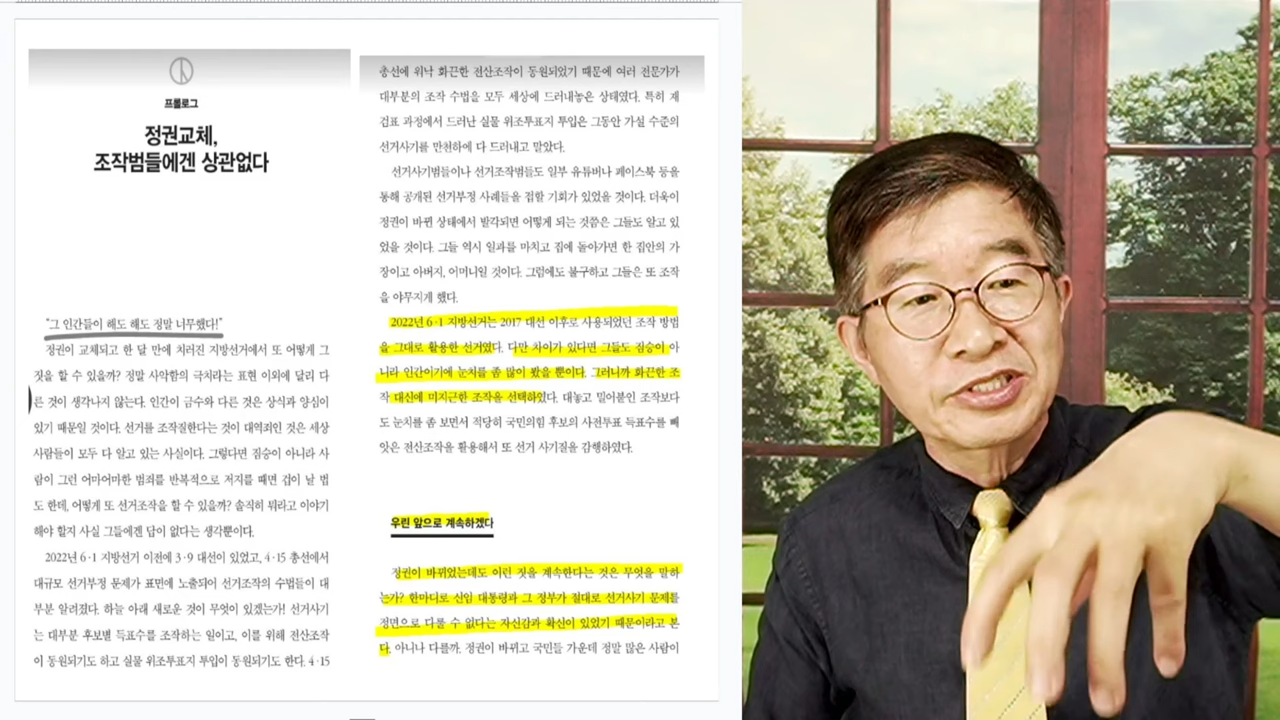 프롤로그
정권교체,
조작범들에겐 상관없다
“그 인간들이 해도 해도 정말 너무했다!”
정권이 교체되고 한 달 만에 치러진 지방선거에서 또 어떻게 그
짓을 할 수 있을까? 정말 사악함의 극치라는 표현 이외에 달리 다
른 것이 생각나지 않는다. 인간이 금수와 다른 것은 상식과 양심이
있기 때문일 것이다. 선거를 조작질한다는 것이 대역죄인 것은 세상
사람들이 모두 다 알고 있는 사실이다. 그렇다면 짐승이 아니라 사
람이 그런 어마어마한 범죄를 반복적으로 저지를 때면 겁이 날 법
도 한데, 어떻게 또 선거조작을 할 수 있을까? 솔직히 뭐라고 이야기
해야 할지 사실 그들에겐 답이 없다는 생각뿐이다.
2022년 6·1 지방선거 이전에 3·9 대선이 있었고, 4·15 총선에서
대규모 선거부정 문제가 표면에 노출되어 선거조작의 수법들이 대
부분 알려졌다. 하늘 아래 새로운 것이 무엇이 있겠는가! 선거사기
는 대부분 후보별 득표수를 조작하는 일이고, 이를 위해 전산조작
이 동원되기도 하고 실물 위조투표지 투입이 동원되기도 한다. 4·15
총선에 워낙 화끈한 전산조작이 동원되었기 때문에 여러 전문가가
대부분의 조작 수법을 모두 세상에 드러내놓은 상태였다. 특히 재
검표 과정에서 드러난 실물 위조투표지 투입은 그동안 가설 수준의
선거사기를 만천하에 다 드러내고 말았다.
선거사기범들이나 선거조작범들도 일부 유튜버나 페이스북 등을
통해 공개된 선거부정 사례들을 접할 기회가 있었을 것이다. 더욱이
정권이 바뀐 상태에서 발각되면 어떻게 되는 것쯤은 그들도 알고 있
었을 것이다. 그들 역시 일과를 마치고 집에 돌아가면 한 집안의 가
장이고 아버지, 어머니일 것이다. 그럼에도 불구하고 그들은 또 조작
을 야무지게 했다.
2022년 6·1 지방선거는 2017 대선 이후로 사용되었던 조작 방법
을 그대로 활용한 선거였다. 다만 차이가 있다면 그들도 짐승이 아
니라 인간이기에 눈치를 좀 많이 봤을 뿐이다. 그러니까 화끈한 조
작 대신에 미지근한 조작을 선택하였다. 대놓고 밀어붙인 조작보다
도 눈치를 좀 보면서 적당히 국민의힘 후보의 사전투표 득표수를 빼
앗은 전산조작을 활용해서 또 선거 사기질을 감행하였다.
우린 앞으로 계속하겠다
정권이 바뀌었는데도 이런 짓을 계속한다는 것은 무엇을 말하
는가? 한마디로 신임 대통령과 그 정부가 절대로 선거사기 문제를
정면으로 다룰 수 없다는 자신감과 확신이 있었기 때문이라고 본
다. 아니나 다를까. 정권이 바뀌고 국민들 가운데 정말 많은 사람이